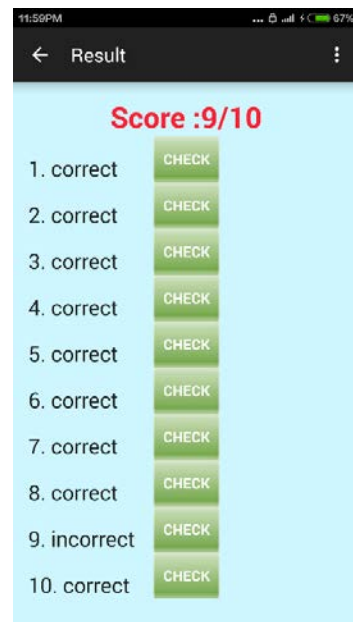 11:59PM ... 67%
Result
Score :9/10
1. correct CHECK
2. correct CHECK
3. correct CHECK
4. correct CHECK
5. correct CHECK
6. correct CHECK
7. correct CHECK
8. correct CHECK
9. incorrect CHECK
10. correct CHECK